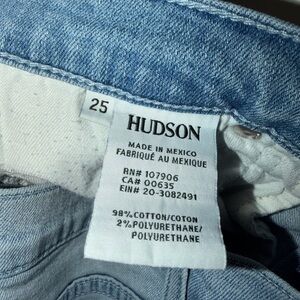 25
HUDSON
MADE IN MEXICO
FABRIQUÉ AU MEXIQUE
RN# 107906
CA# 00635
EIN# 20-3082491
98% COTTON/COTON
2% POLYURETHANE/
POLYURETHANE